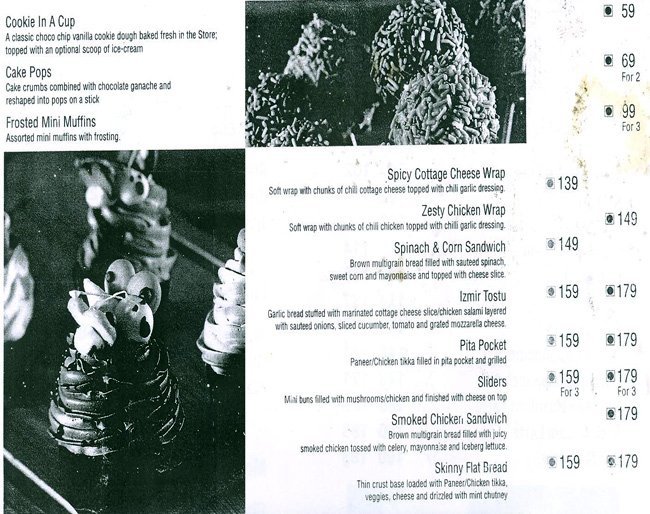 Cookie In A Cup 59
A classic choco chip vanilla cookie dough baked fresh in the Store;
topped with an optional scoop of ice-cream
Cake Pops 69
Cake crumbs combined with chocolate ganache and For 2
reshaped into pops on a stick
Frosted Mini Muffins 99
Assorted mini muffins with frosting. For 3
Spicy Cottage Cheese Wrap 139
Soft wrap with chunks of chili cottage cheese topped with chilli garlic dressing.
Zesty Chicken Wrap 149
Soft wrap with chunks of chili chicken topped with chilli garlic dressing.
Spinach & Corn Sandwich 149
Brown multigrain bread filled with sauteed spinach,
sweet corn and mayonnaise and topped with cheese slice.
Izmir Tostu 159 179
Garlic bread stuffed with marinated cottage cheese slice/chicken salami layered
with sauteed onions, sliced cucumber, tomato and grated mozzarella cheese.
Pita Pocket 159 179
Paneer/Chicken tikka filled in pita pocket and grilled
Sliders 159 179
Mini buns filled with mushrooms/chicken and finished with cheese on top For 3 For 3
Smoked Chicken Sandwich 179
Brown multigrain bread filled with juicy
smoked chicken tossed with celery, mayonnaise and Iceberg lettuce.
Skinny Flat Bread 159 179
Thin crust base loaded with Paneer/Chicken tikka,
veggies, cheese and drizzled with mint chutney